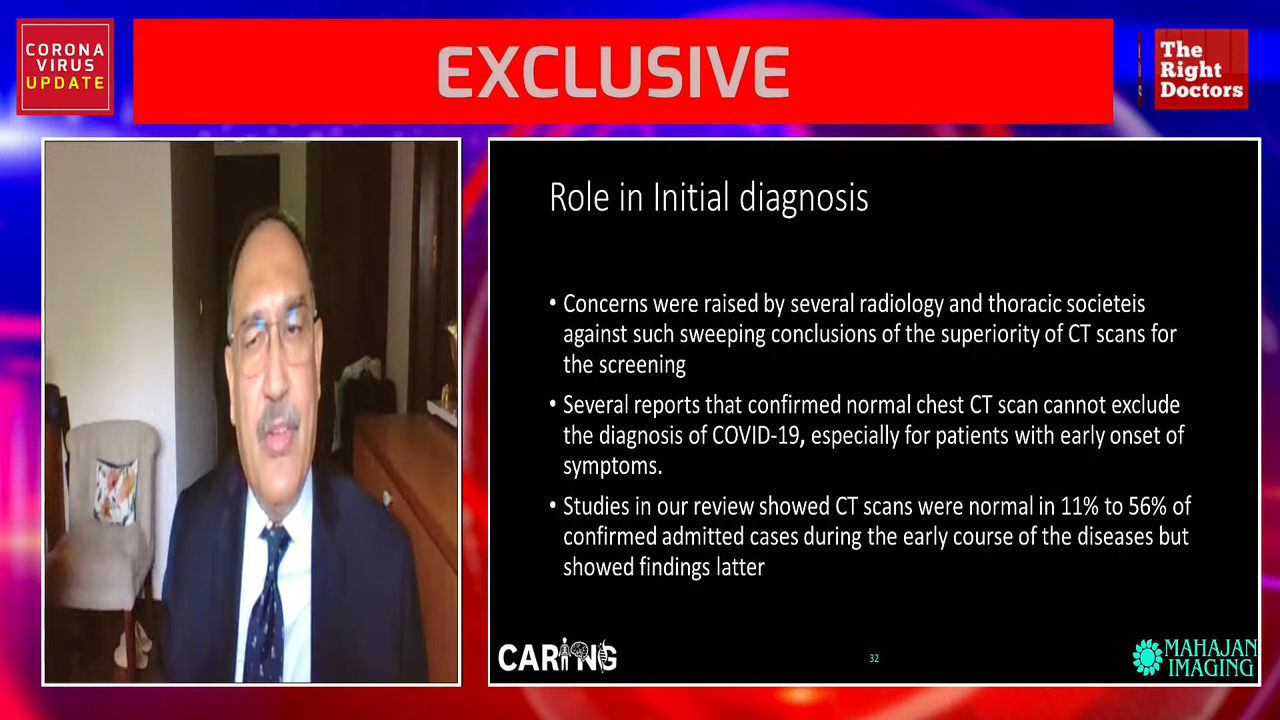 CORONA
VIRUS
UPDATE
EXCLUSIVE
The
Right
Doctors
Role in Initial diagnosis
• Concerns were raised by several radiology and thoracic societeis
against such sweeping conclusions of the superiority of CT scans for
the screening
• Several reports that confirmed normal chest CT scan cannot exclude
the diagnosis of COVID-19, especially for patients with early onset of
symptoms.
• Studies in our review showed CT scans were normal in 11% to 56% of
confirmed admitted cases during the early course of the diseases but
showed findings latter
CARING
32
MAHAJAN
IMAGING